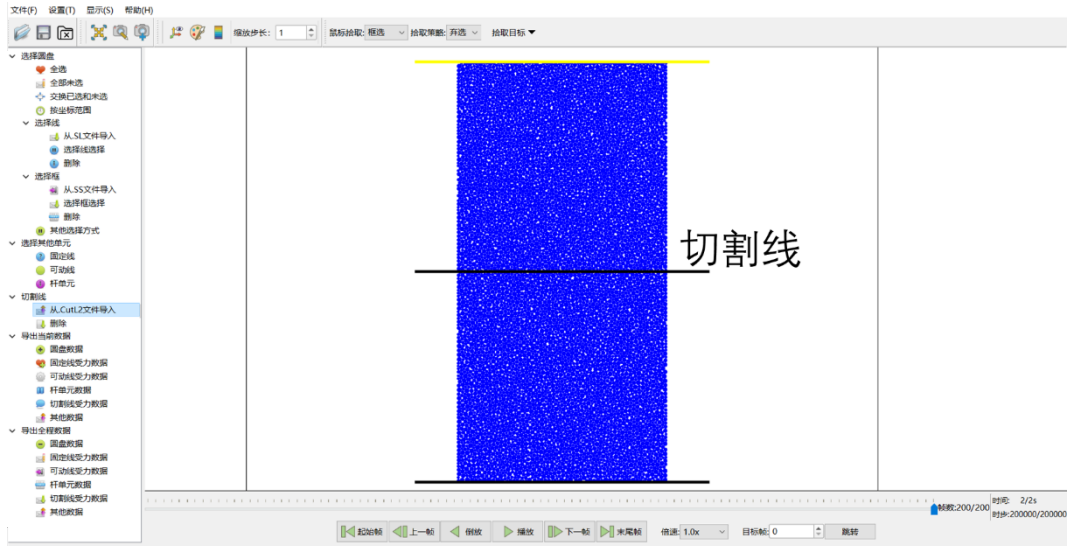 文件(F) 设置(T) 显示(S) 帮助(H)
缩放步长: 1 鼠标拾取: 框选 拾取策略: 弃选 拾取目标
选择圆盘
全选
全部未选
交换已选和未选
按坐标范围
选择线
从.SL文件导入
选择线选择
删除
选择框
从.SS文件导入
选择框选择
删除
其他选择方式
选择其他单元
固定线
可动线
杆单元
切割线
从.CutL2文件导入
删除
导出当前数据
圆盘数据
固定线受力数据
可动线受力数据
杆单元数据
切割线受力数据
其他数据
导出全程数据
圆盘数据
固定线受力数据
可动线受力数据
杆单元数据
切割线受力数据
其他数据
切割线
帧数:200/200
时间: 2/2s
时步:200000/200000
起始帧 上一帧 倒放 播放 下一帧 末尾帧 倍速: 1.0x 目标帧: 0 跳转